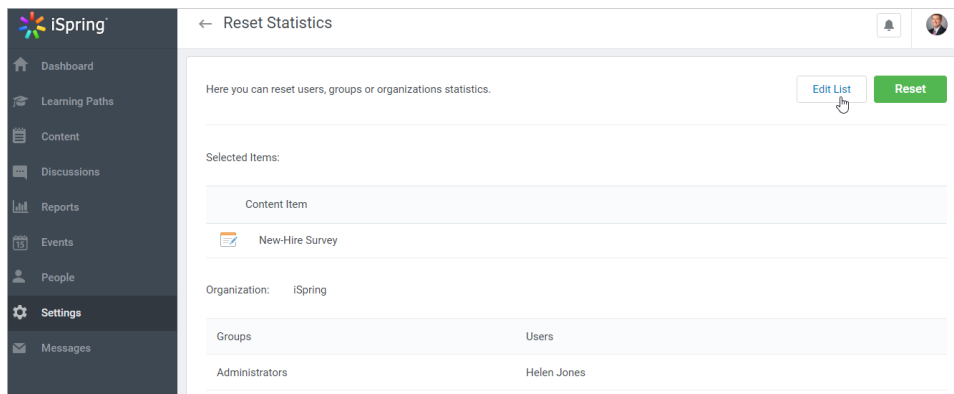 iSpring
← Reset Statistics
Dashboard
Learning Paths
Content
Discussions
Reports
15 Events
People
Settings
Messages
Here you can reset users, groups or organizations statistics.
Edit List
Reset
Selected Items:
Content Item
New-Hire Survey
Organization: iSpring
Groups Users
Administrators Helen Jones